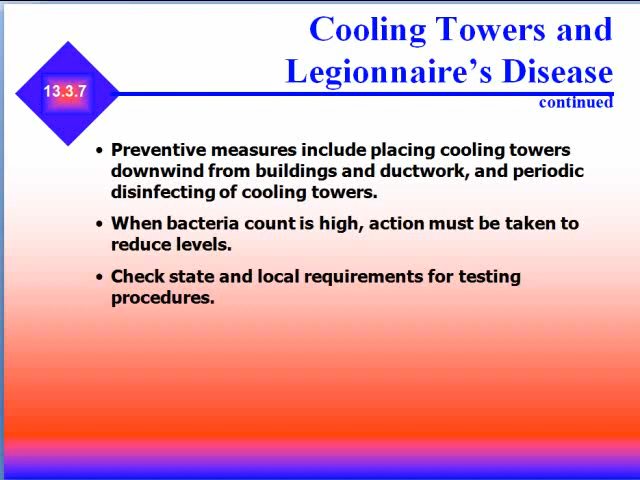 Cooling Towers and
Legionnaire's Disease
continued
13.3.7
• Preventive measures include placing cooling towers
downwind from buildings and ductwork, and periodic
disinfecting of cooling towers.
• When bacteria count is high, action must be taken to
reduce levels.
• Check state and local requirements for testing
procedures.